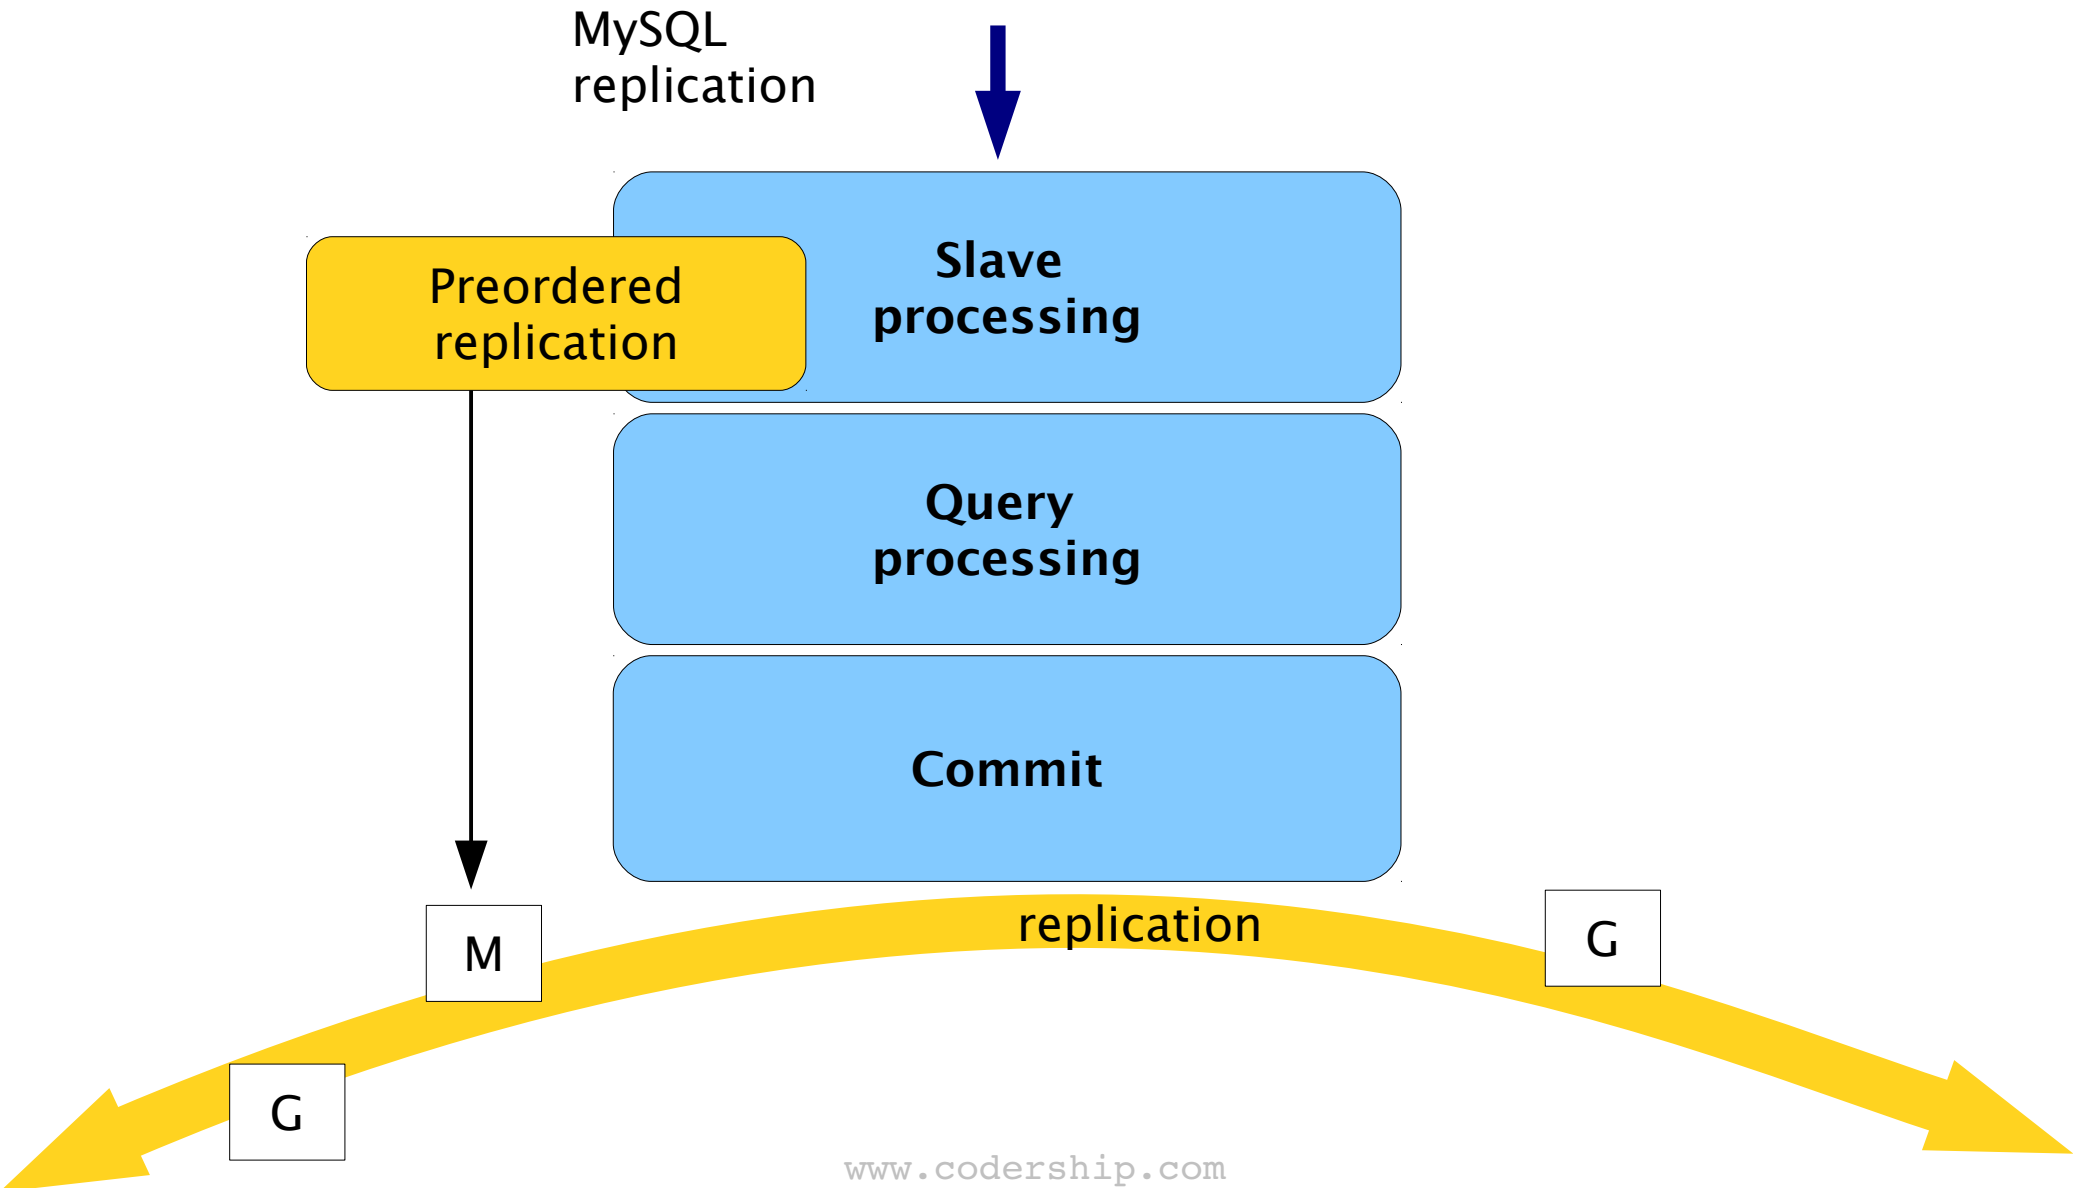 MySQL
replication
Slave
processing
Preordered
replication
Query
processing
Commit
replication
G
M
G
www.codership.com